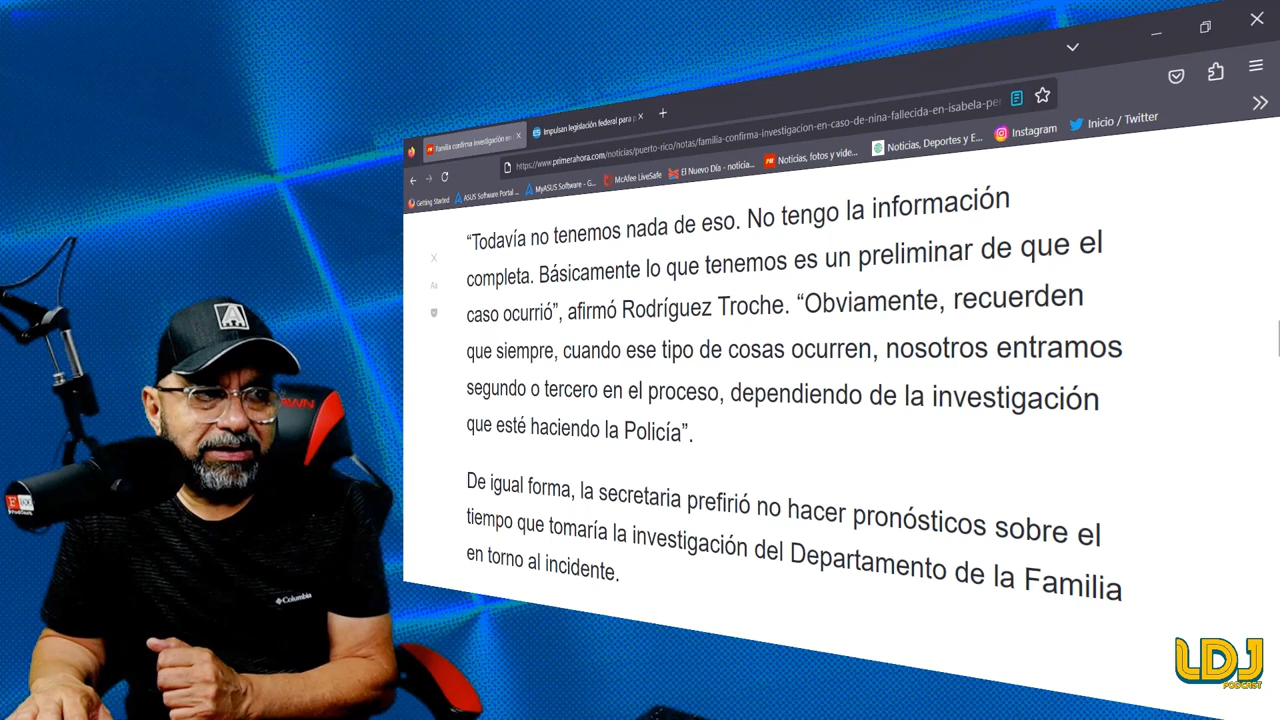 Familia confirma investigación en
Impulsan legislación federal para p
https://www.primerahora.com/noticias/puerto-rico/notas/familia-confirma-investigacion-en-caso-de-nina-fallecida-en-isabela-per
Getting Started
ASUS Software Portal ...
MyASUS Software - G...
McAfee LiveSafe
El Nuevo Día - noticia...
Noticias, fotos y vide...
Noticias, Deportes y E...
Instagram
Inicio / Twitter
“Todavía no tenemos nada de eso. No tengo la información
completa. Básicamente lo que tenemos es un preliminar de que el
caso ocurrió”, afirmó Rodríguez Troche. “Obviamente, recuerden
que siempre, cuando ese tipo de cosas ocurren, nosotros entramos
segundo o tercero en el proceso, dependiendo de la investigación
que esté haciendo la Policía”.
De igual forma, la secretaria prefirió no hacer pronósticos sobre el
tiempo que tomaría la investigación del Departamento de la Familia
en torno al incidente.
Aa
Columbia
LDJ
PODCAST